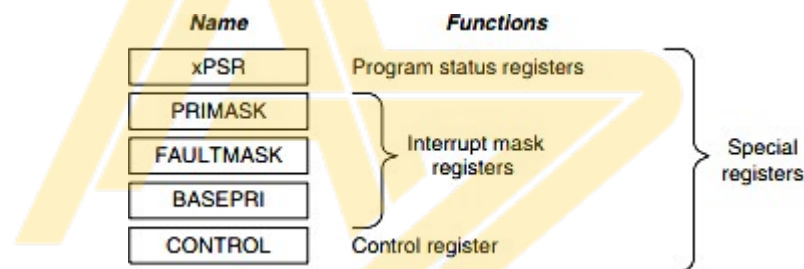 Name Functions
xPSR Program status registers
PRIMASK
FAULTMASK Interrupt mask
registers
BASEPRI
CONTROL Control register
Special
registers